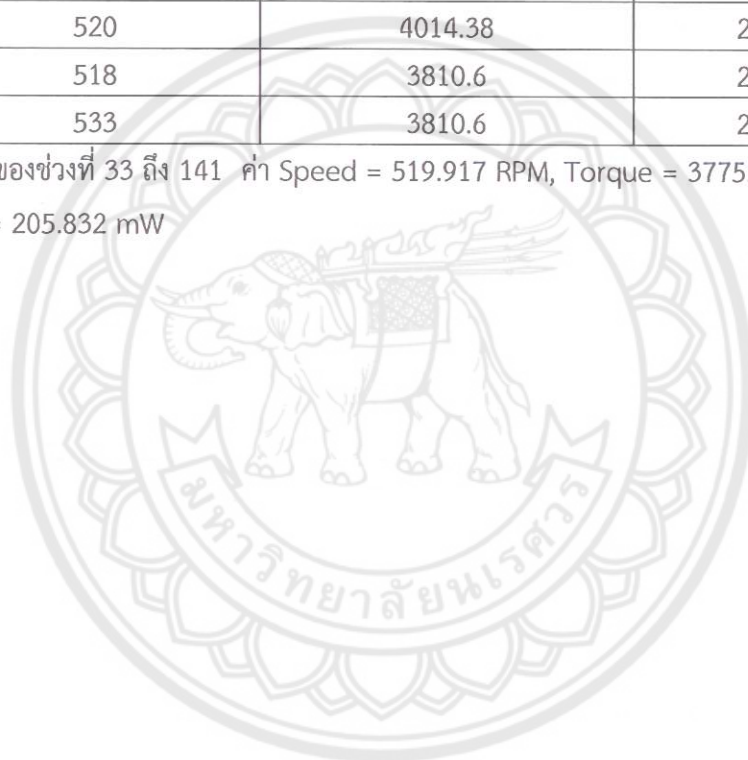 520 4014.38 2
518 3810.6 2
533 3810.6 2
ของช่วงที่ 33 ถึง 141 ค่า Speed = 519.917 RPM, Torque = 3775
= 205.832 mW
มหาวิทยาลัยนเรศวร